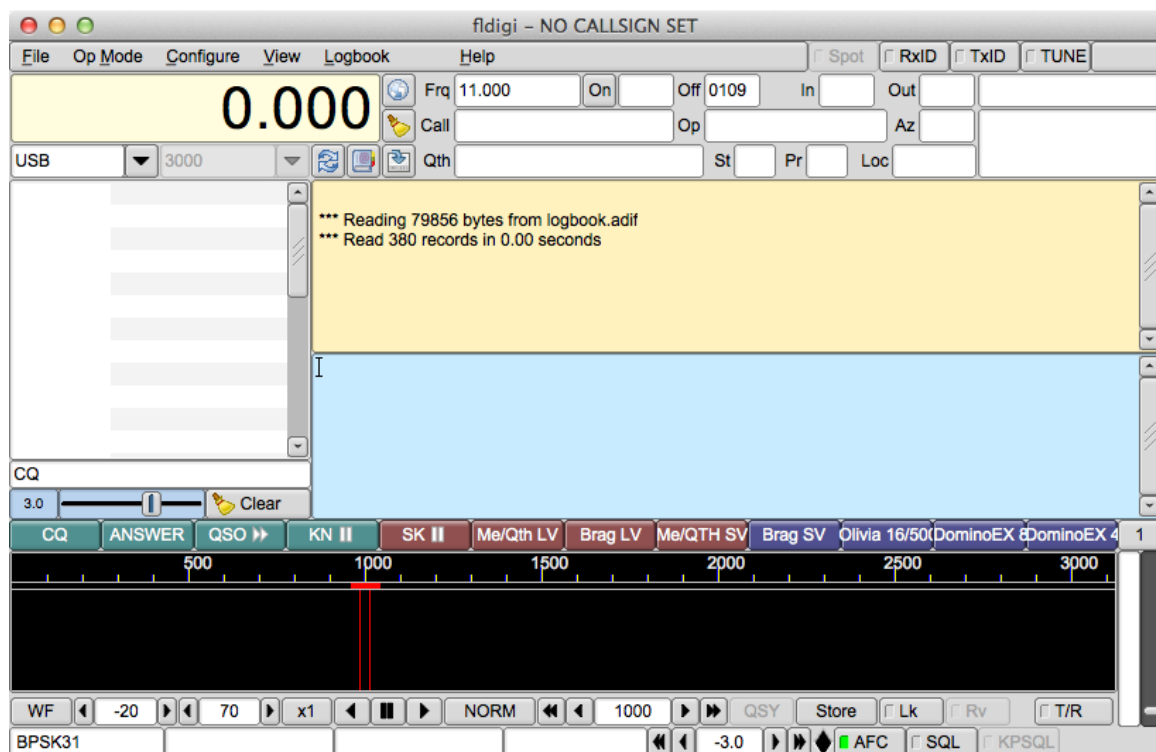 fldigi – NO CALLSIGN SET
File Op Mode Configure View Logbook Help Spot RxID TxID TUNE
0.000 Frq 11.000 On Off 0109 In Out
Call Op Az
USB 3000 Qth St Pr Loc
*** Reading 79856 bytes from logbook.adif
*** Read 380 records in 0.00 seconds
CQ
3.0 Clear
CQ ANSWER QSO KN SK Me/Qth LV Brag LV Me/QTH SV Brag SV Olivia 16/500 DominoEX 8 DominoEX 4 1
500 1000 1500 2000 2500 3000
WF -20 70 x1 NORM 1000 QSY Store Lk Rv T/R
BPSK31 -3.0 AFC SQL KPSQL